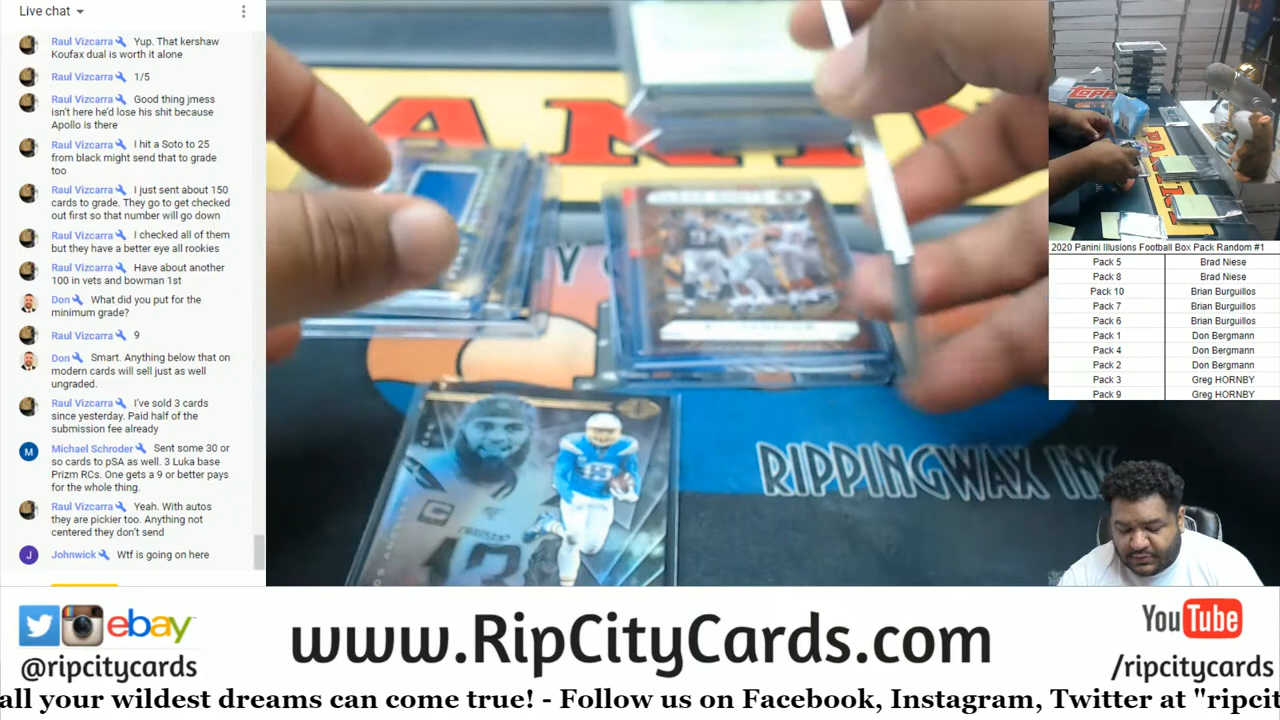 Live chat
Raul Vizcarra Yup. That kershaw
Koufax dual is worth it alone
Raul Vizcarra 1/5
Raul Vizcarra Good thing jmess
isn't here he'd lose his shit because
Apollo is there
Raul Vizcarra I hit a Soto to 25
from black might send that to grade
too
Raul Vizcarra I just sent about 150
cards to grade. They go to get checked
out first so that number will go down
Raul Vizcarra I checked all of them
but they have a better eye all rookies
Raul Vizcarra Have about another
100 in vets and bowman 1st
Don What did you put for the
minimum grade?
Raul Vizcarra 9
Don Smart. Anything below that on
modern cards will sell just as well
ungraded.
Raul Vizcarra I've sold 3 cards
since yesterday. Paid half of the
submission fee already
M
Michael Schroder Sent some 30 or
so cards to pSA as well. 3 Luka base
Prizm RCs. One gets a 9 or better pays
for the whole thing.
Raul Vizcarra Yeah. With autos
they are pickier too. Anything not
centered they don't send
J
Johnwick Wtf is going on here
RIPPINGWAX INC
2020 Panini Illusions Football Box Pack Random #1
Pack 5 Brad Niese
Pack 8 Brad Niese
Pack 10 Brian Burguillos
Pack 7 Brian Burguillos
Pack 6 Brian Burguillos
Pack 1 Don Bergmann
Pack 4 Don Bergmann
Pack 2 Don Bergmann
Pack 3 Greg HORNBY
Pack 9 Greg HORNBY
ebay
@ripcitycards
www.RipCityCards.com
YouTube
/ripcitycards
all your wildest dreams can come true! - Follow us on Facebook, Instagram, Twitter at "ripcit